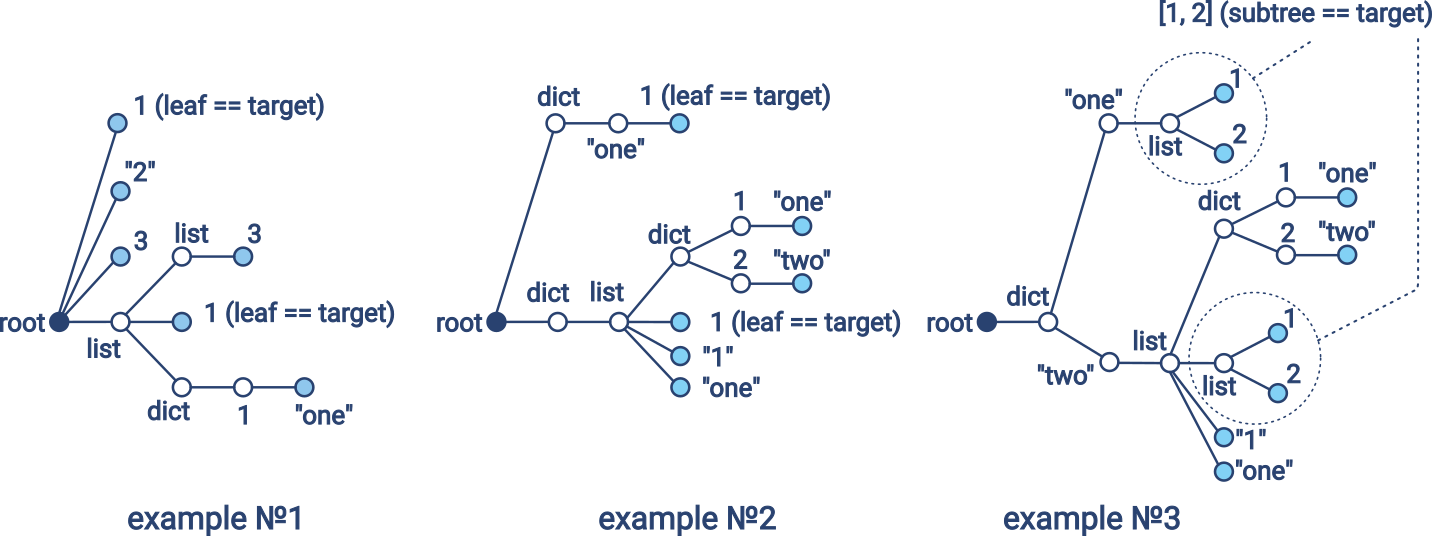 1 (leaf == target)
"2"
3
list
3
root
1 (leaf == target)
list
dict
1
"one"
example №1
dict
1 (leaf == target)
"one"
1
"one"
dict
2
"two"
dict
list
root
1 (leaf == target)
"1"
"one"
example №2
[1, 2] (subtree == target)
"one"
1
list
2
1
"one"
dict
2
"two"
dict
root
list
1
"two"
list
2
"1"
"one"
example №3